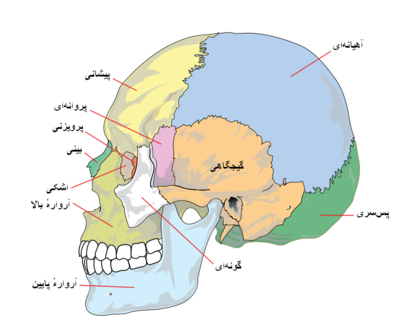 آهیانه‌ای
پیشانی
پروانه‌ای
پرویزنی
بینی
گیجگاهی
اشکی
آروارهٔ بالا
پس‌سری
گونه‌ای
آروارهٔ پایین